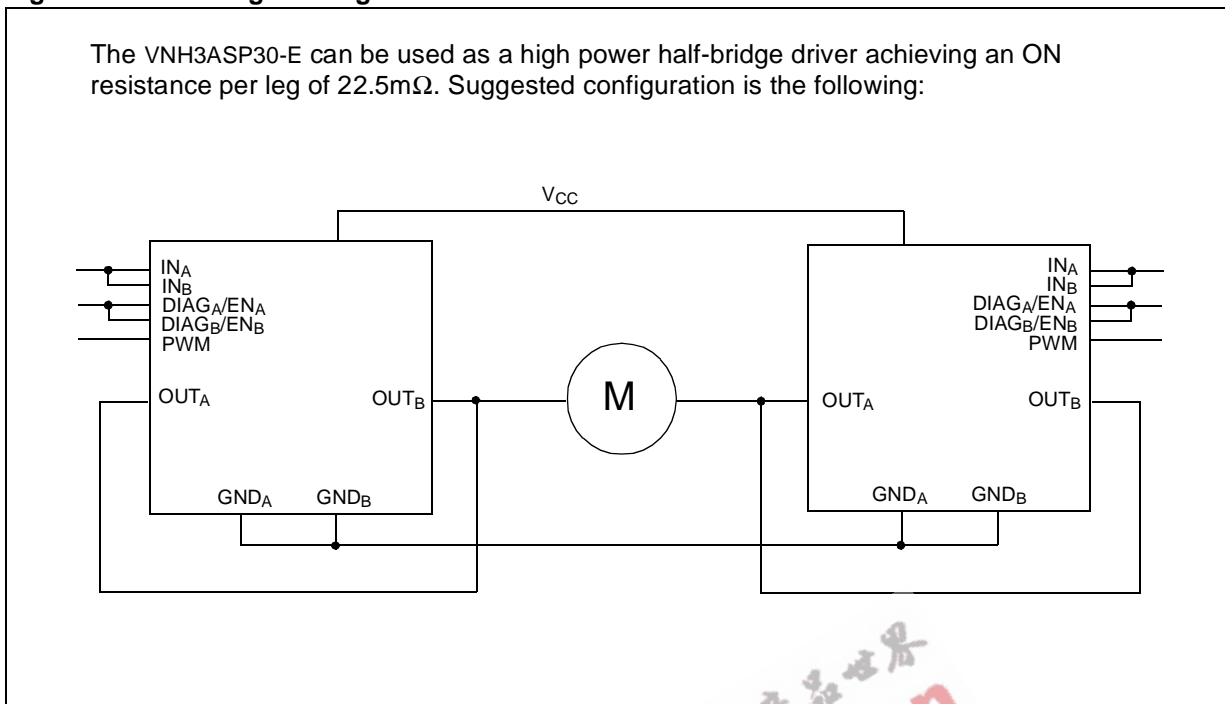 The VNH3ASP30-E can be used as a high power half-bridge driver achieving an ON
resistance per leg of 22.5mΩ. Suggested configuration is the following:
VCC
INA
INB
DIAGA/ENA
DIAGB/ENB
PWM
OUTA
OUTB
GNDA
GNDB
M
INA
INB
DIAGA/ENA
DIAGB/ENB
PWM
OUTA
OUTB
GNDA
GNDB